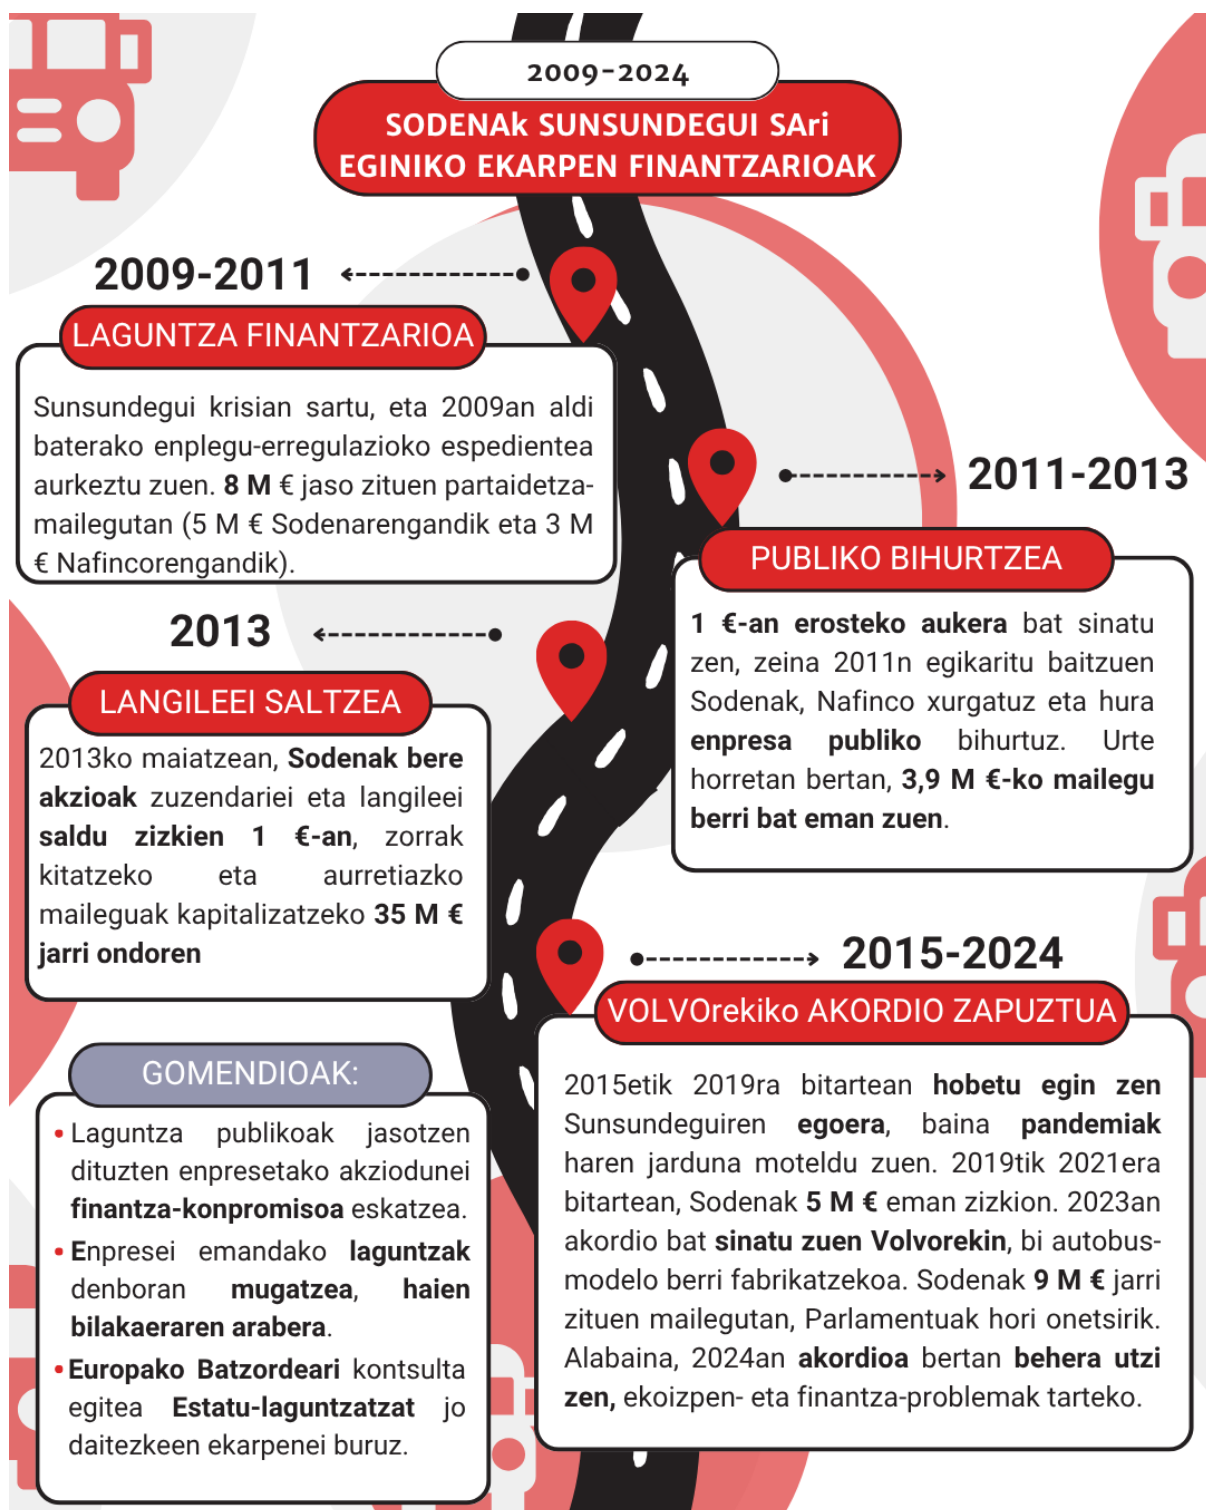 2009-2024
SODENAk SUNSUNDEGUI SAri
EGINIKO EKARPEN FINANTZARIOAK
2009-2011
LAGUNTZA FINANTZARIOA
Sunsundegui krisian sartu, eta 2009an aldi
baterako enplegu-erregulazioko espedientea
aurkeztu zuen. 8 M € jaso zituen partaidetza-
mailegutan (5 M € Sodenarengandik eta 3 M
€ Nafincorengandik).
2011-2013
PUBLIKO BIHURTZEA
1 €-an erosteko aukera bat sinatu
zen, zeina 2011n egikaritu baitzuen
Sodenak, Nafinco xurgatuz eta hura
enpresa publiko bihurtuz. Urte
horretan bertan, 3,9 M €-ko mailegu
berri bat eman zuen.
2013
LANGILEEI SALTZEA
2013ko maiatzean, Sodenak bere
akzioak zuzendariei eta langileei
saldu zizkien 1 €-an, zorrak
kitatzeko eta aurretiazko
maileguak kapitalizatzeko 35 M €
jarri ondoren
2015-2024
VOLVOrekiko AKORDIO ZAPUZTUA
2015etik 2019ra bitartean hobetu egin zen
Sunsundeguiren egoera, baina pandemiak
haren jarduna moteldu zuen. 2019tik 2021era
bitartean, Sodenak 5 M € eman zizkion. 2023an
akordio bat sinatu zuen Volvorekin, bi autobus-
modelo berri fabrikatzekoa. Sodenak 9 M € jarri
zituen mailegutan, Parlamentuak hori onetsirik.
Alabaina, 2024an akordioa bertan behera utzi
zen, ekoizpen- eta finantza-problemak tarteko.
GOMENDIOAK:
• Laguntza publikoak jasotzen
dituzten enpresetako akziodunei
finantza-konpromisoa eskatzea.
• Enpresei emandako laguntzak
denboran mugatzea, haien
bilakaeraren arabera.
• Europako Batzordeari kontsulta
egitea Estatu-laguntzatzat jo
daitezkeen ekarpenei buruz.